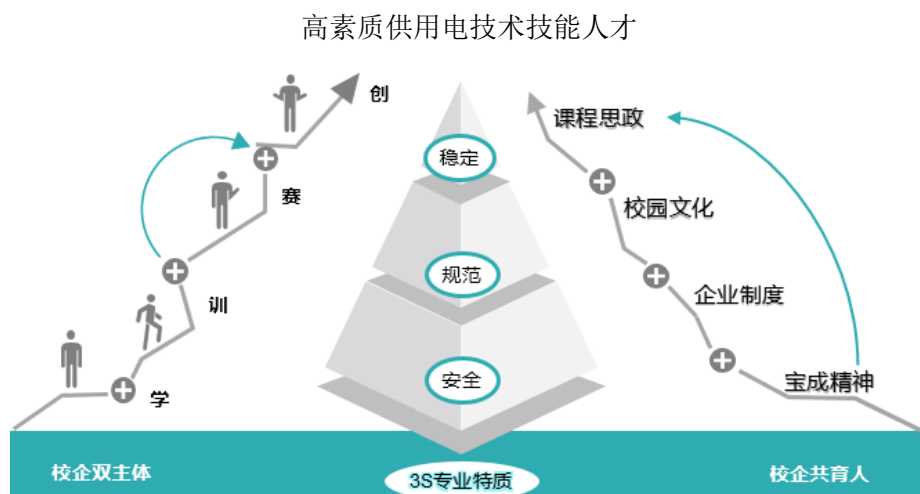 高素质供用电技术技能人才
创
稳定
课程思政
赛
校园文化
规范
训
企业制度
安全
学
宝成精神
校企双主体
3S专业特质
校企共育人